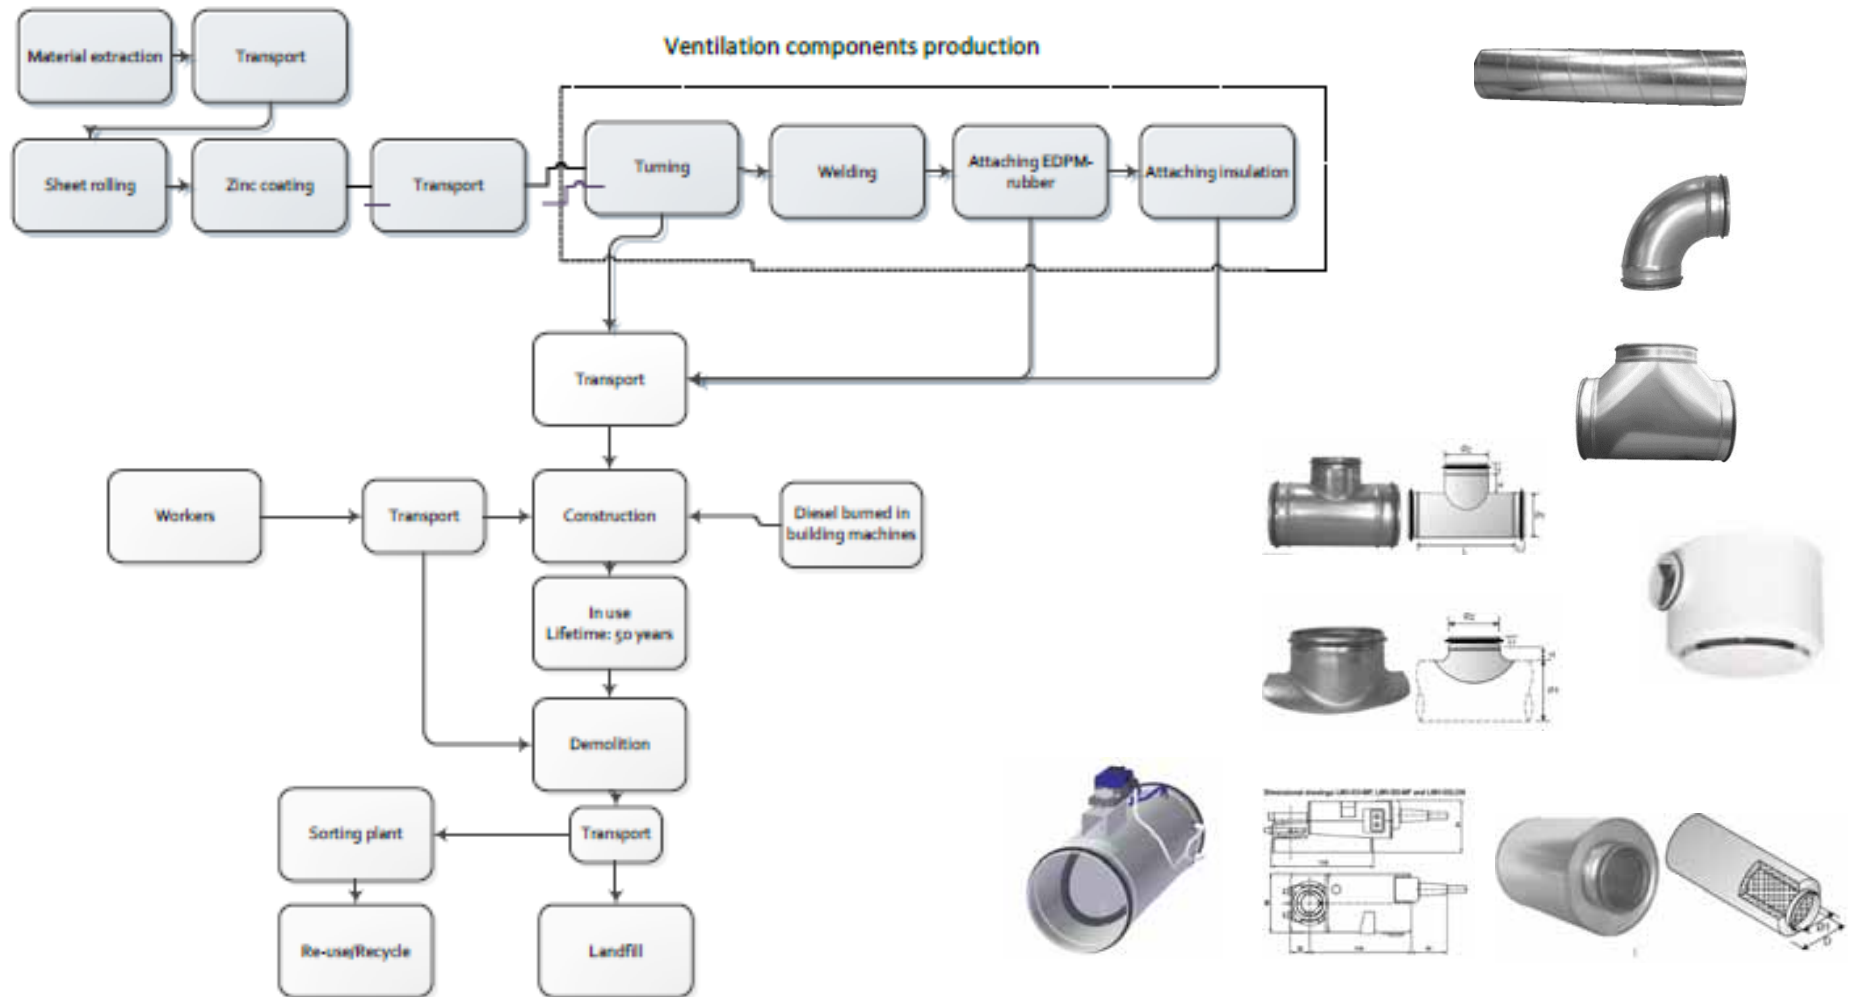 Ventilation components production
Material extraction
Transport
Sheet rolling
Zinc coating
Transport
Turning
Welding
Attaching EDPM-
rubber
Attaching insulation
Transport
Workers
Transport
Construction
Diesel burned in
building machines
In use
Lifetime: 50 years
Demolition
Sorting plant
Transport
Re-use/Recycle
Landfill
L
D